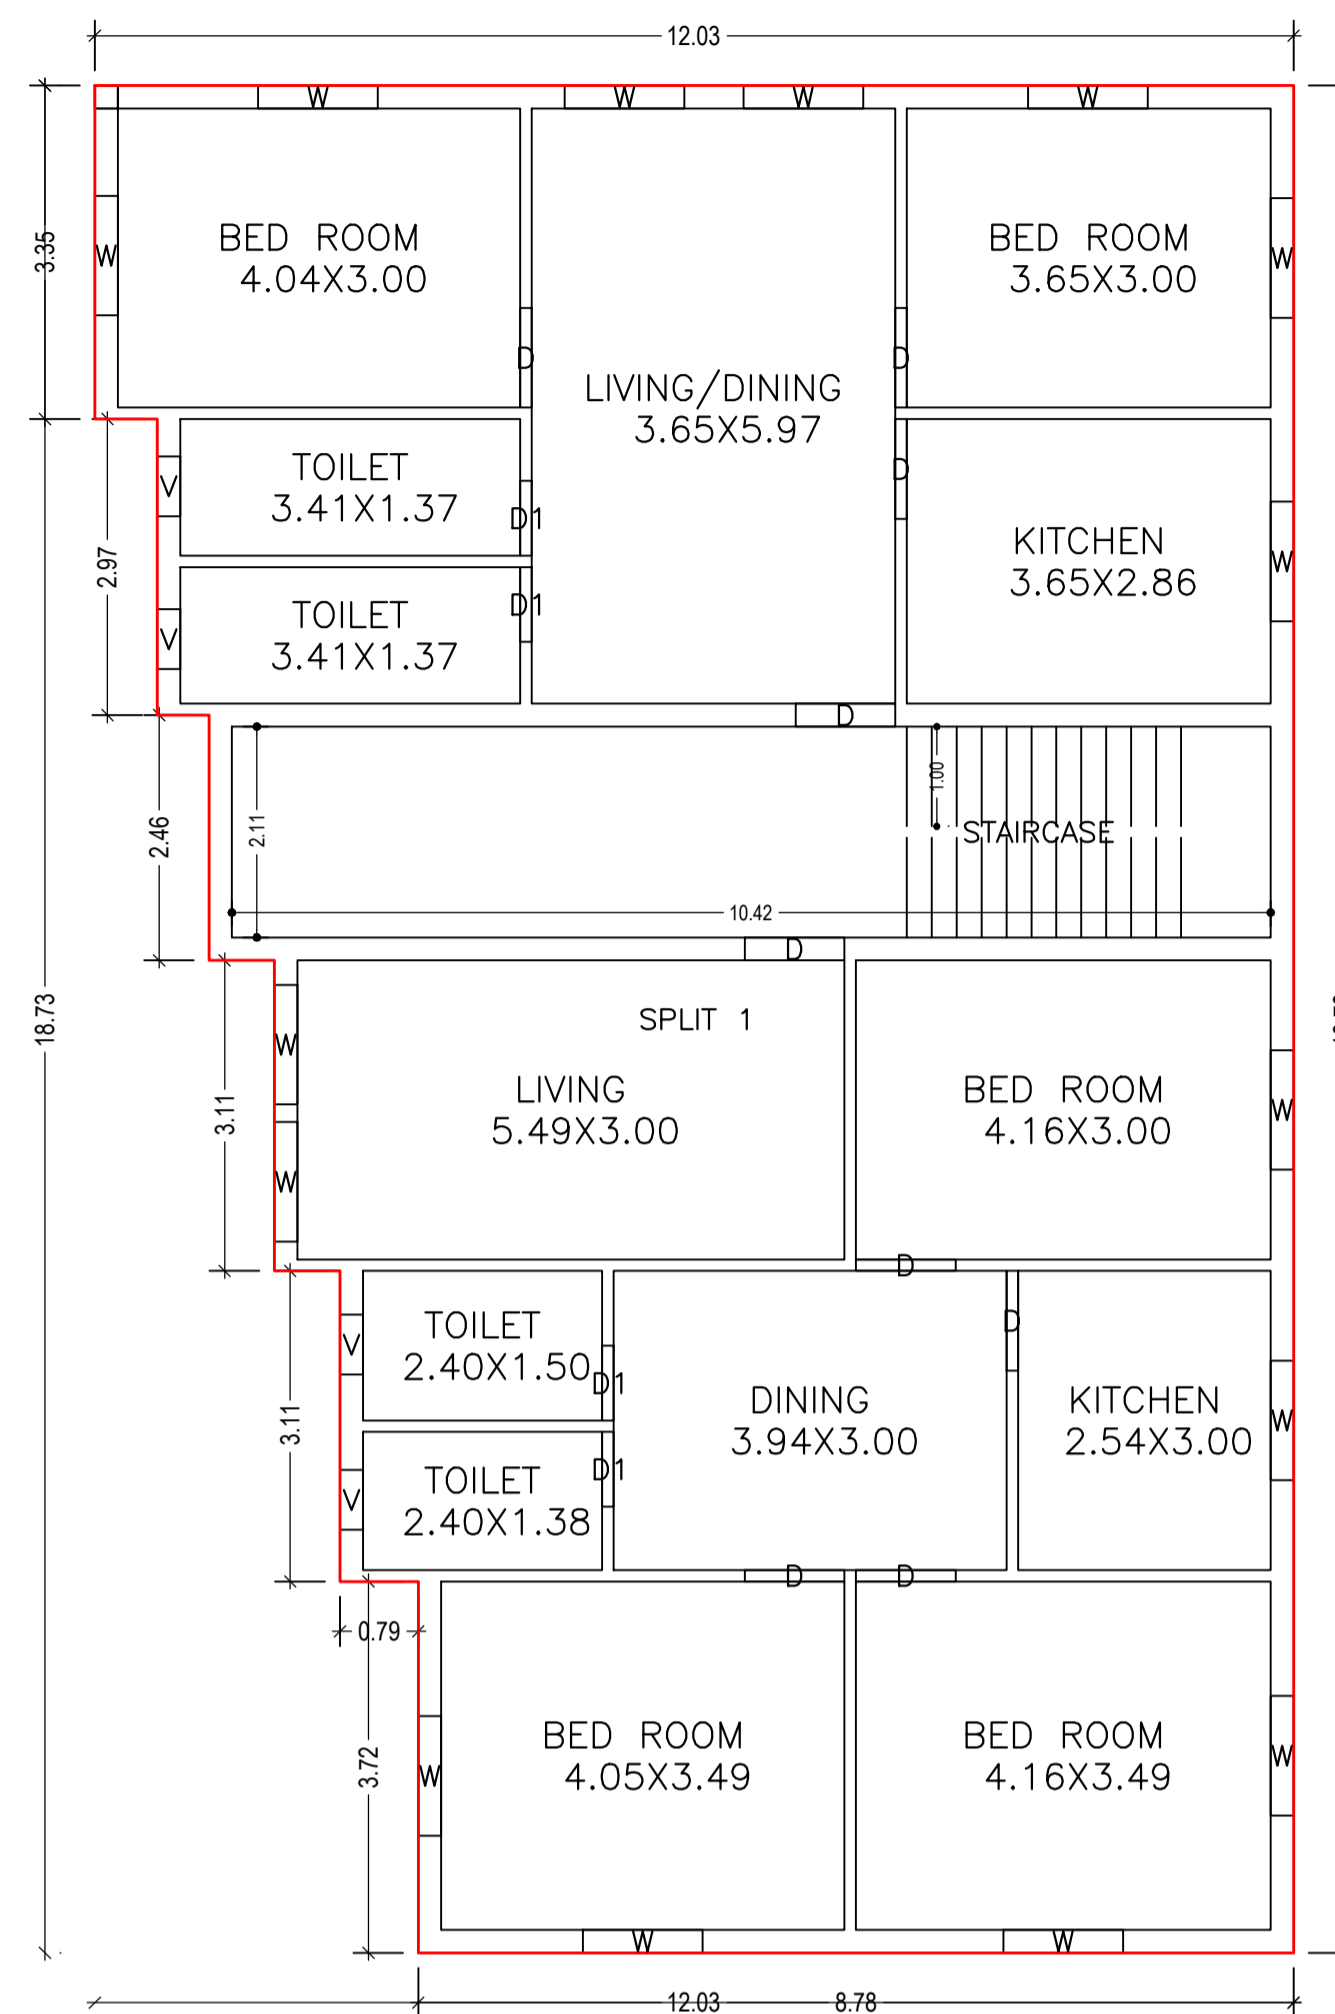 12.03
W
W
W
W
3.35
W
BED ROOM
4.04X3.00
BED ROOM
3.65X3.00
W
D
LIVING/DINING
3.65X5.97
D
TOILET
3.41X1.37
V
D1
D
KITCHEN
3.65X2.86
W
2.97
TOILET
3.41X1.37
V
D1
D
2.46
2.11
1.00
STAIRCASE
10.42
D
18.73
SPLIT 1
W
LIVING
5.49X3.00
BED ROOM
4.16X3.00
W
3.11
W
D
TOILET
2.40X1.50
V
D1
D
DINING
3.94X3.00
KITCHEN
2.54X3.00
W
3.11
TOILET
2.40X1.38
V
D1
D
D
0.79
3.72
W
BED ROOM
4.05X3.49
BED ROOM
4.16X3.49
W
W
W
12.03
8.78